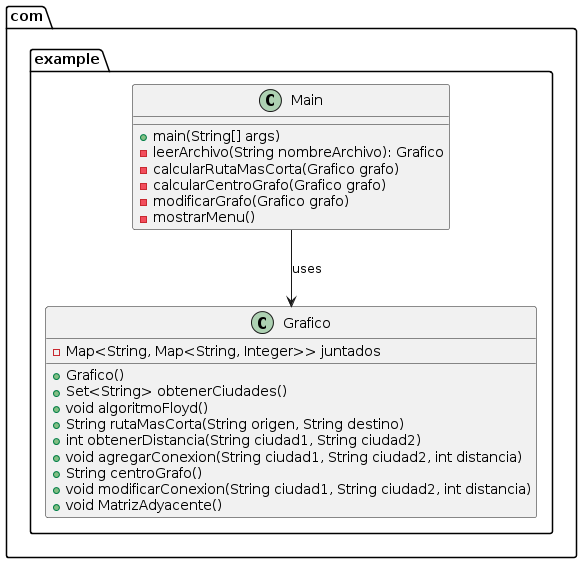 com
example
C Main
main(String[] args)
leerArchivo(String nombreArchivo): Grafico
calcularRutaMasCorta(Grafico grafo)
calcularCentroGrafo(Grafico grafo)
modificarGrafo(Grafico grafo)
mostrarMenu()
uses
C Grafico
Map<String, Map<String, Integer>> juntados
Grafico()
Set<String> obtenerCiudades()
void algoritmoFloyd()
String rutaMasCorta(String origen, String destino)
int obtenerDistancia(String ciudad1, String ciudad2)
void agregarConexion(String ciudad1, String ciudad2, int distancia)
String centroGrafo()
void modificarConexion(String ciudad1, String ciudad2, int distancia)
void MatrizAdyacente()